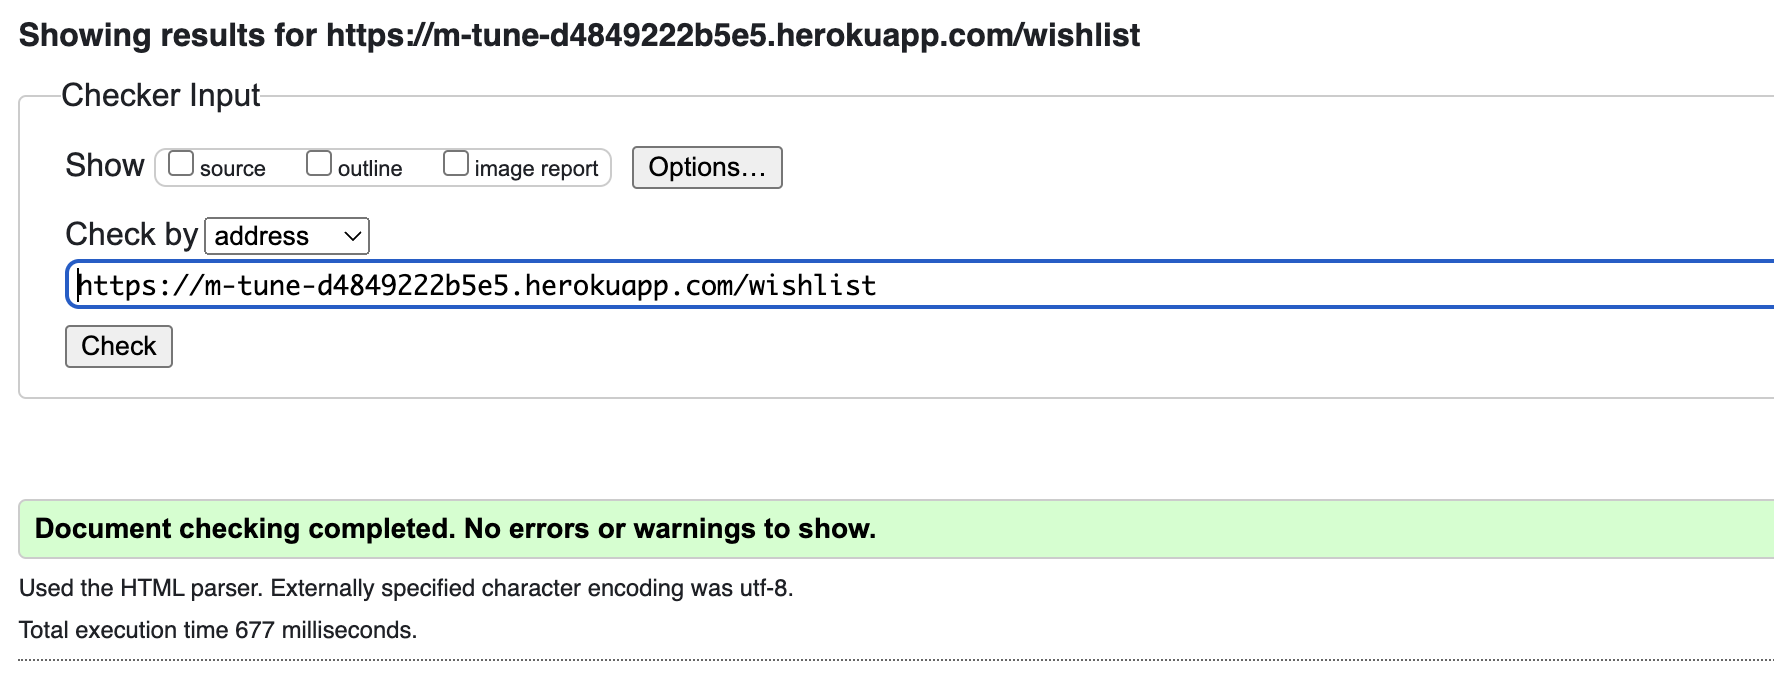 Showing results for https://m-tune-d4849222b5e5.herokuapp.com/wishlist
Checker Input
Show source outline image report Options...
Check by address
https://m-tune-d4849222b5e5.herokuapp.com/wishlist
Check
Document checking completed. No errors or warnings to show.
Used the HTML parser. Externally specified character encoding was utf-8.
Total execution time 677 milliseconds.